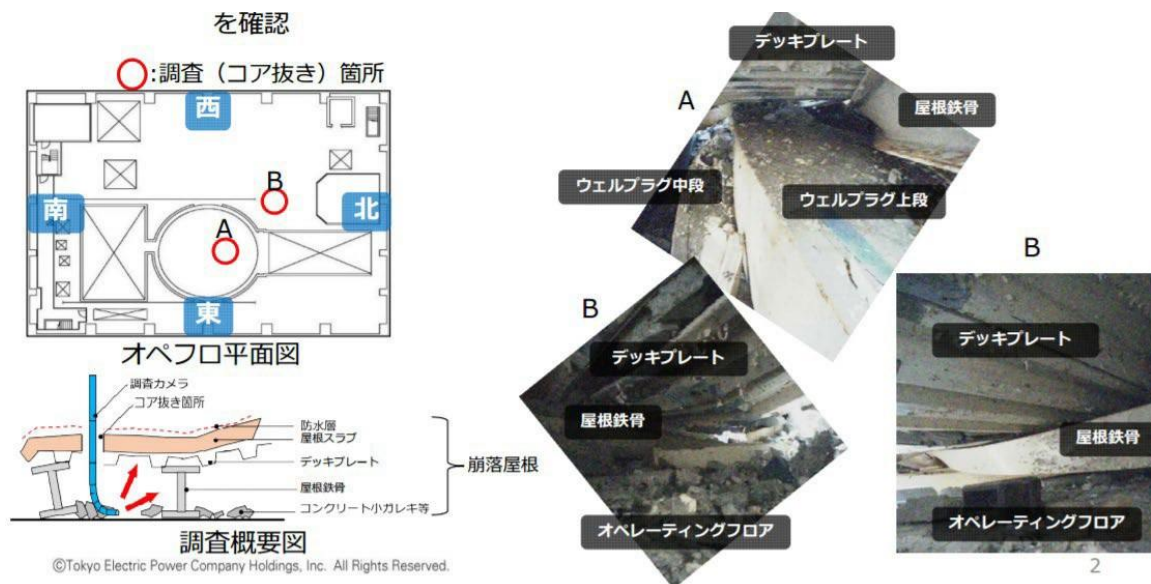 を確認
:調査（コア抜き）箇所
西
南
北
東
B
A
オペフロ平面図
調査カメラ
コア抜き箇所
防水層
屋根スラブ
デッキプレート
屋根鉄骨
コンクリート小ガレキ等
崩落屋根
調査概要図
©Tokyo Electric Power Company Holdings, Inc. All Rights Reserved.
A
デッキプレート
屋根鉄骨
ウェルプラグ中段
ウェルプラグ上段
B
デッキプレート
屋根鉄骨
オペレーティングフロア
B
デッキプレート
屋根鉄骨
オペレーティングフロア
2